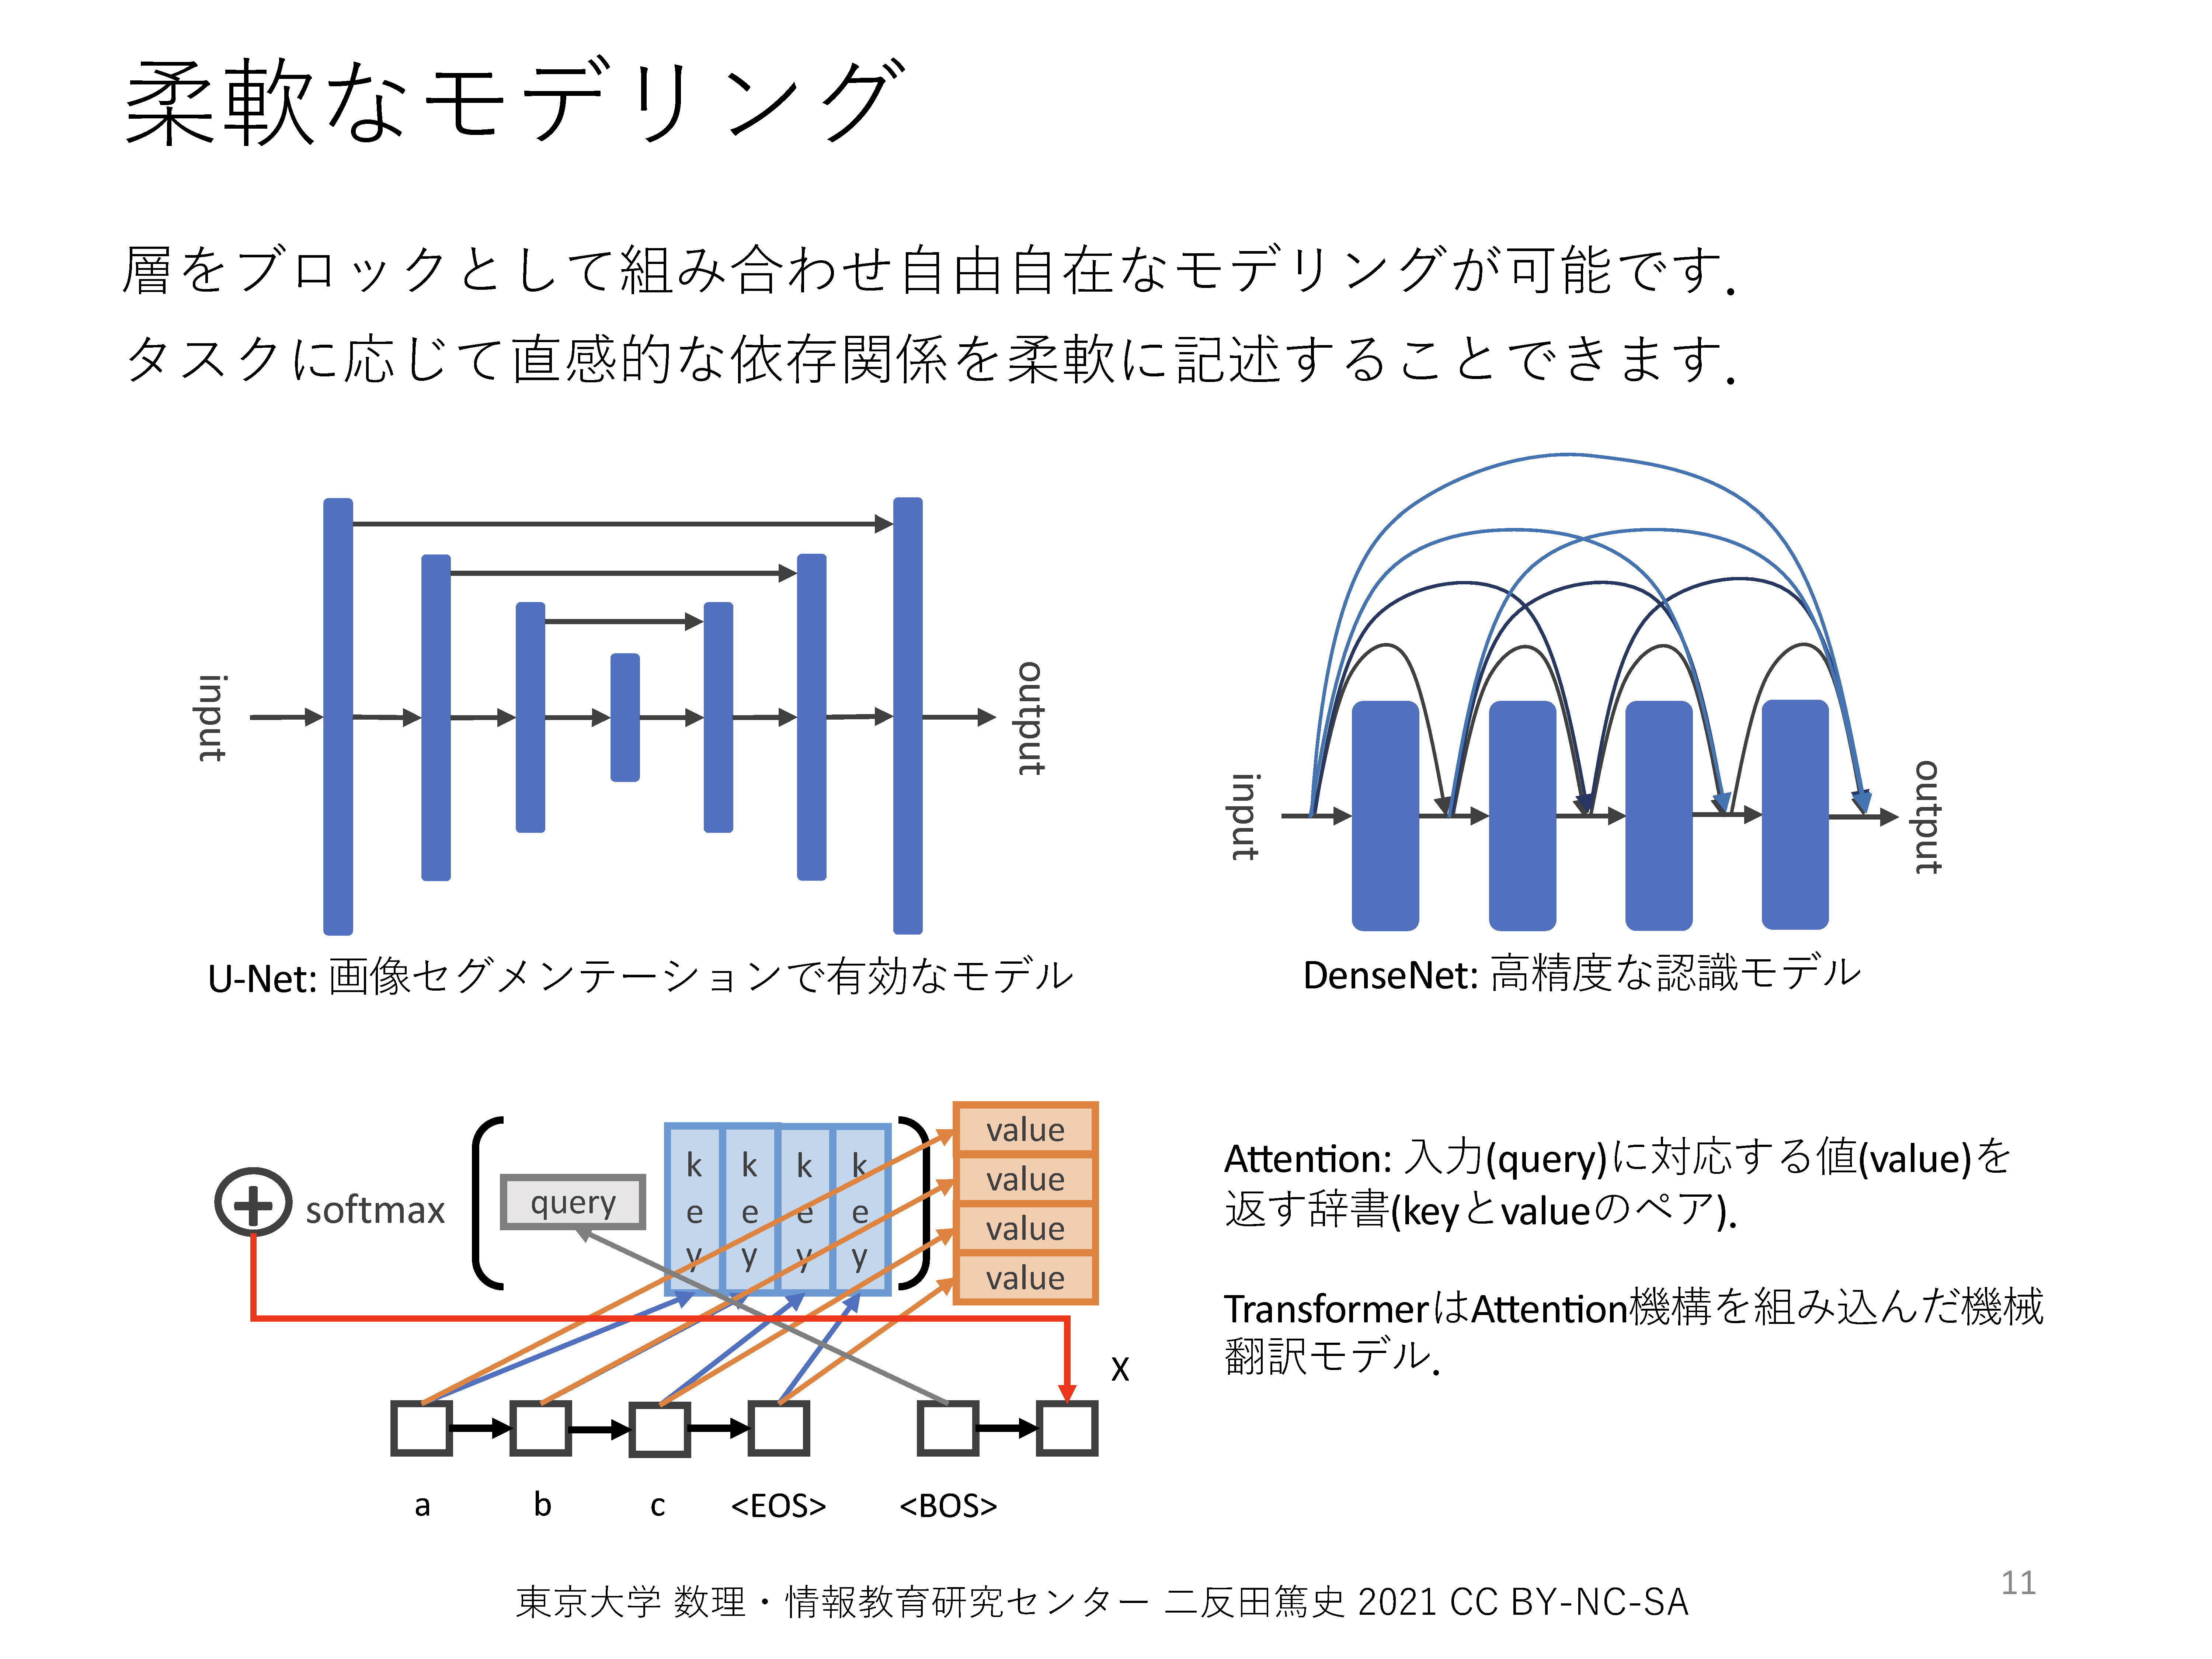 柔軟なモデリング
層をブロックとして組み合わせ自由自在なモデリングが可能です.
タスクに応じて直感的な依存関係を柔軟に記述することできます.
input
output
U-Net: 画像セグメンテーションで有効なモデル
input
output
DenseNet: 高精度な認識モデル
softmax
query
key
key
key
key
value
value
value
value
X
a
b
c
<EOS>
<BOS>
Attention: 入力(query)に対応する値(value)を
返す辞書(keyとvalueのペア).
TransformerはAttention機構を組み込んだ機械
翻訳モデル.
東京大学 数理・情報教育研究センター 二反田篤史 2021 CC BY-NC-SA
11